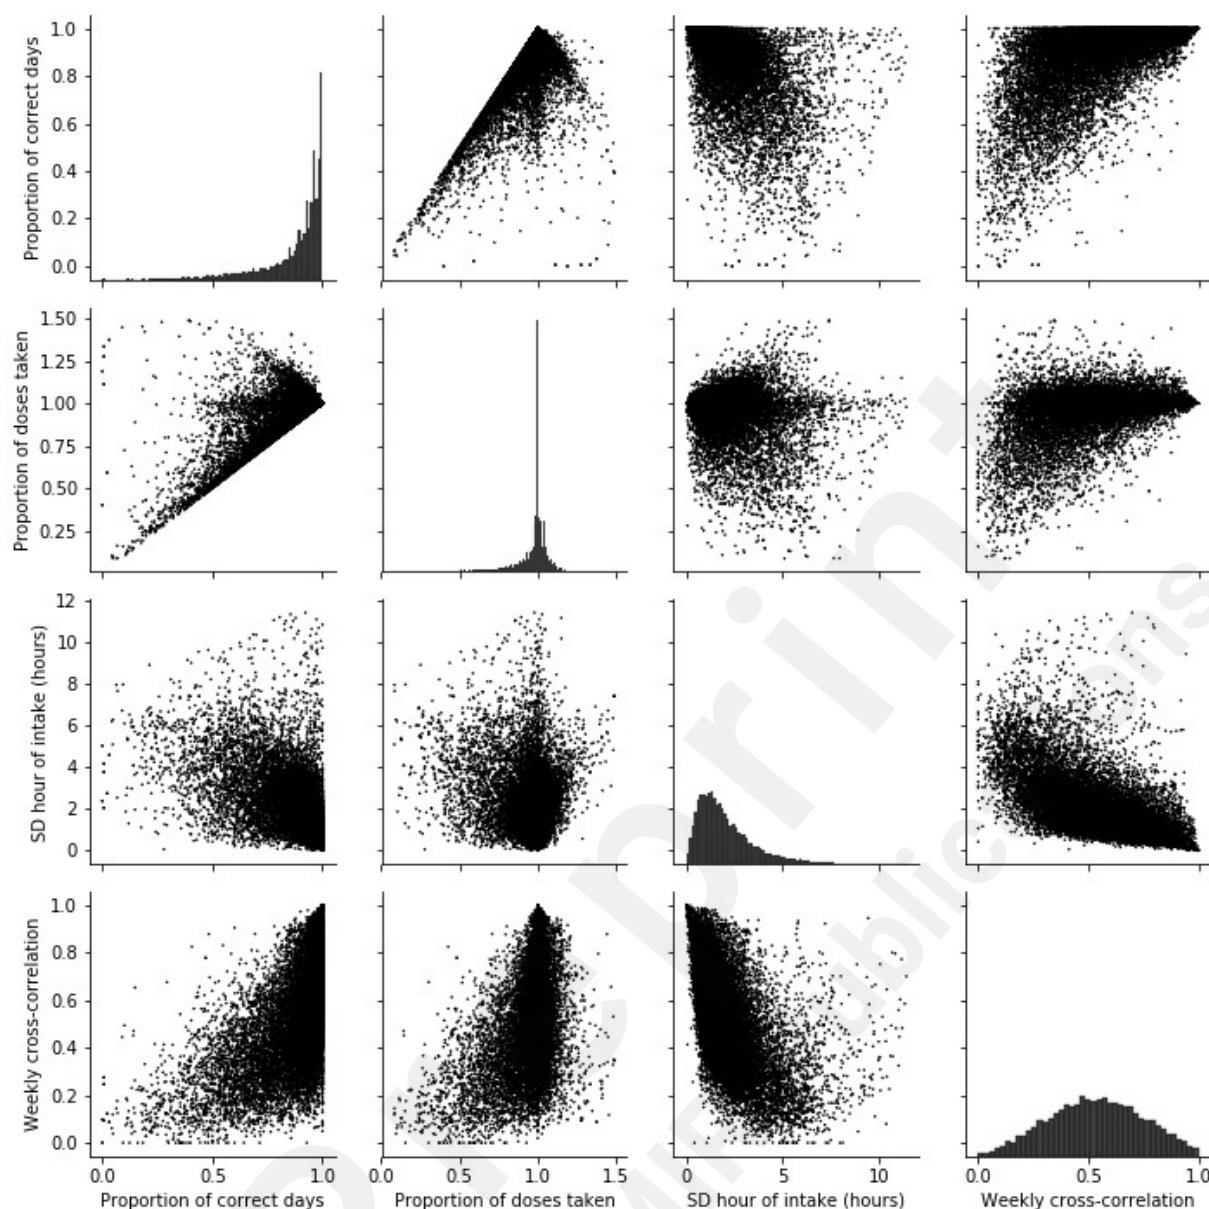 1.0
0.8
0.6
0.4
0.2
0.0
Proportion of correct days
1.50
1.25
1.00
0.75
0.50
0.25
Proportion of doses taken
12
10
8
6
4
2
0
SD hour of intake (hours)
1.0
0.8
0.6
0.4
0.2
0.0
Weekly cross-correlation
0.0 0.5 1.0
Proportion of correct days
0.0 0.5 1.0 1.5
Proportion of doses taken
0 5 10
SD hour of intake (hours)
0.0 0.5 1.0
Weekly cross-correlation
Preprint